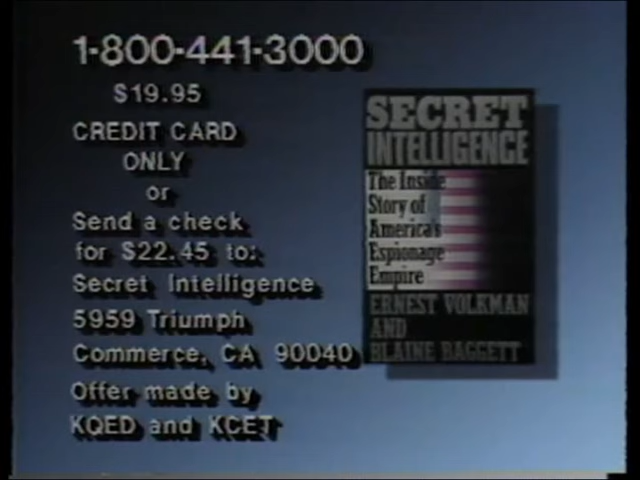 1-800-441-3000
$19.95
CREDIT CARD
ONLY
or
Send a check
for $22.45 to:
Secret Intelligence
5959 Triumph
Commerce, CA 90040
Offer made by
KQED and KCET
SECRET
INTELLIGENCE
The Inside
Story of
America's
Espionage
Empire
ERNEST VOLKMAN
AND
BLAINE BAGGETT